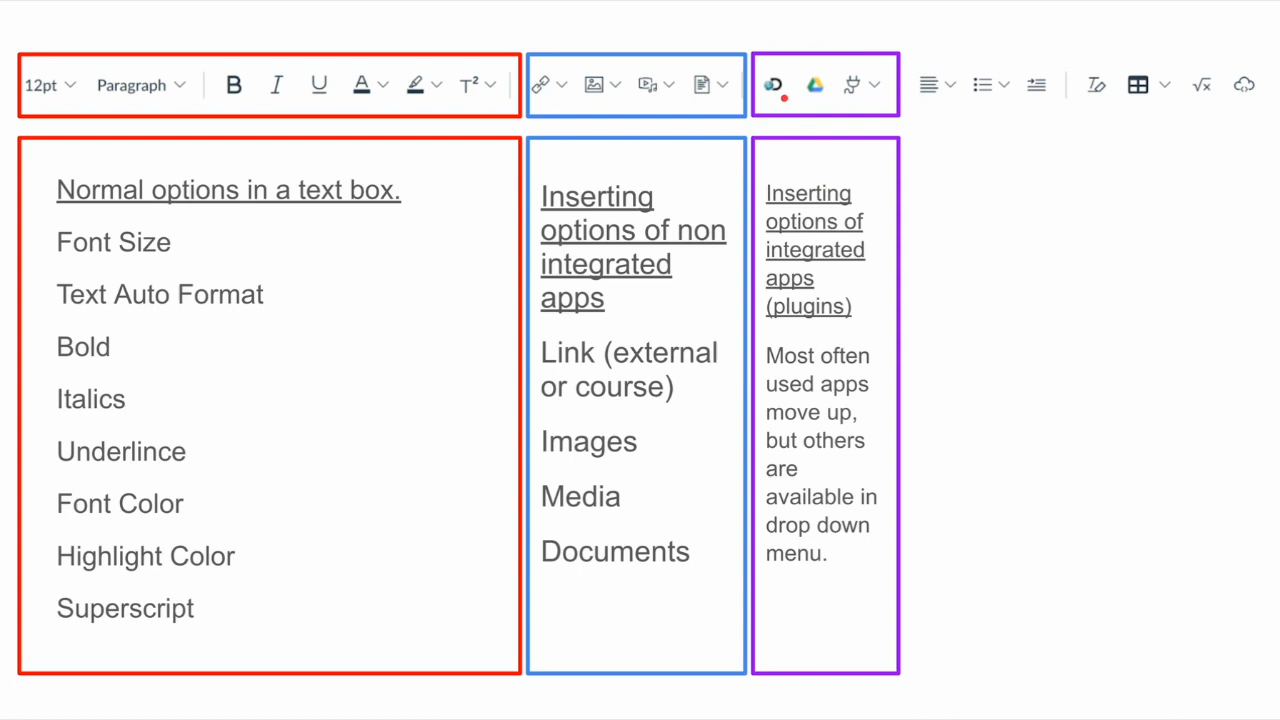 12pt Paragraph B I U A T²
Normal options in a text box.
Font Size
Text Auto Format
Bold
Italics
Underlince
Font Color
Highlight Color
Superscript
Inserting
options of non
integrated
apps
Link (external
or course)
Images
Media
Documents
Inserting
options of
integrated
apps
(plugins)
Most often
used apps
move up,
but others
are
available in
drop down
menu.